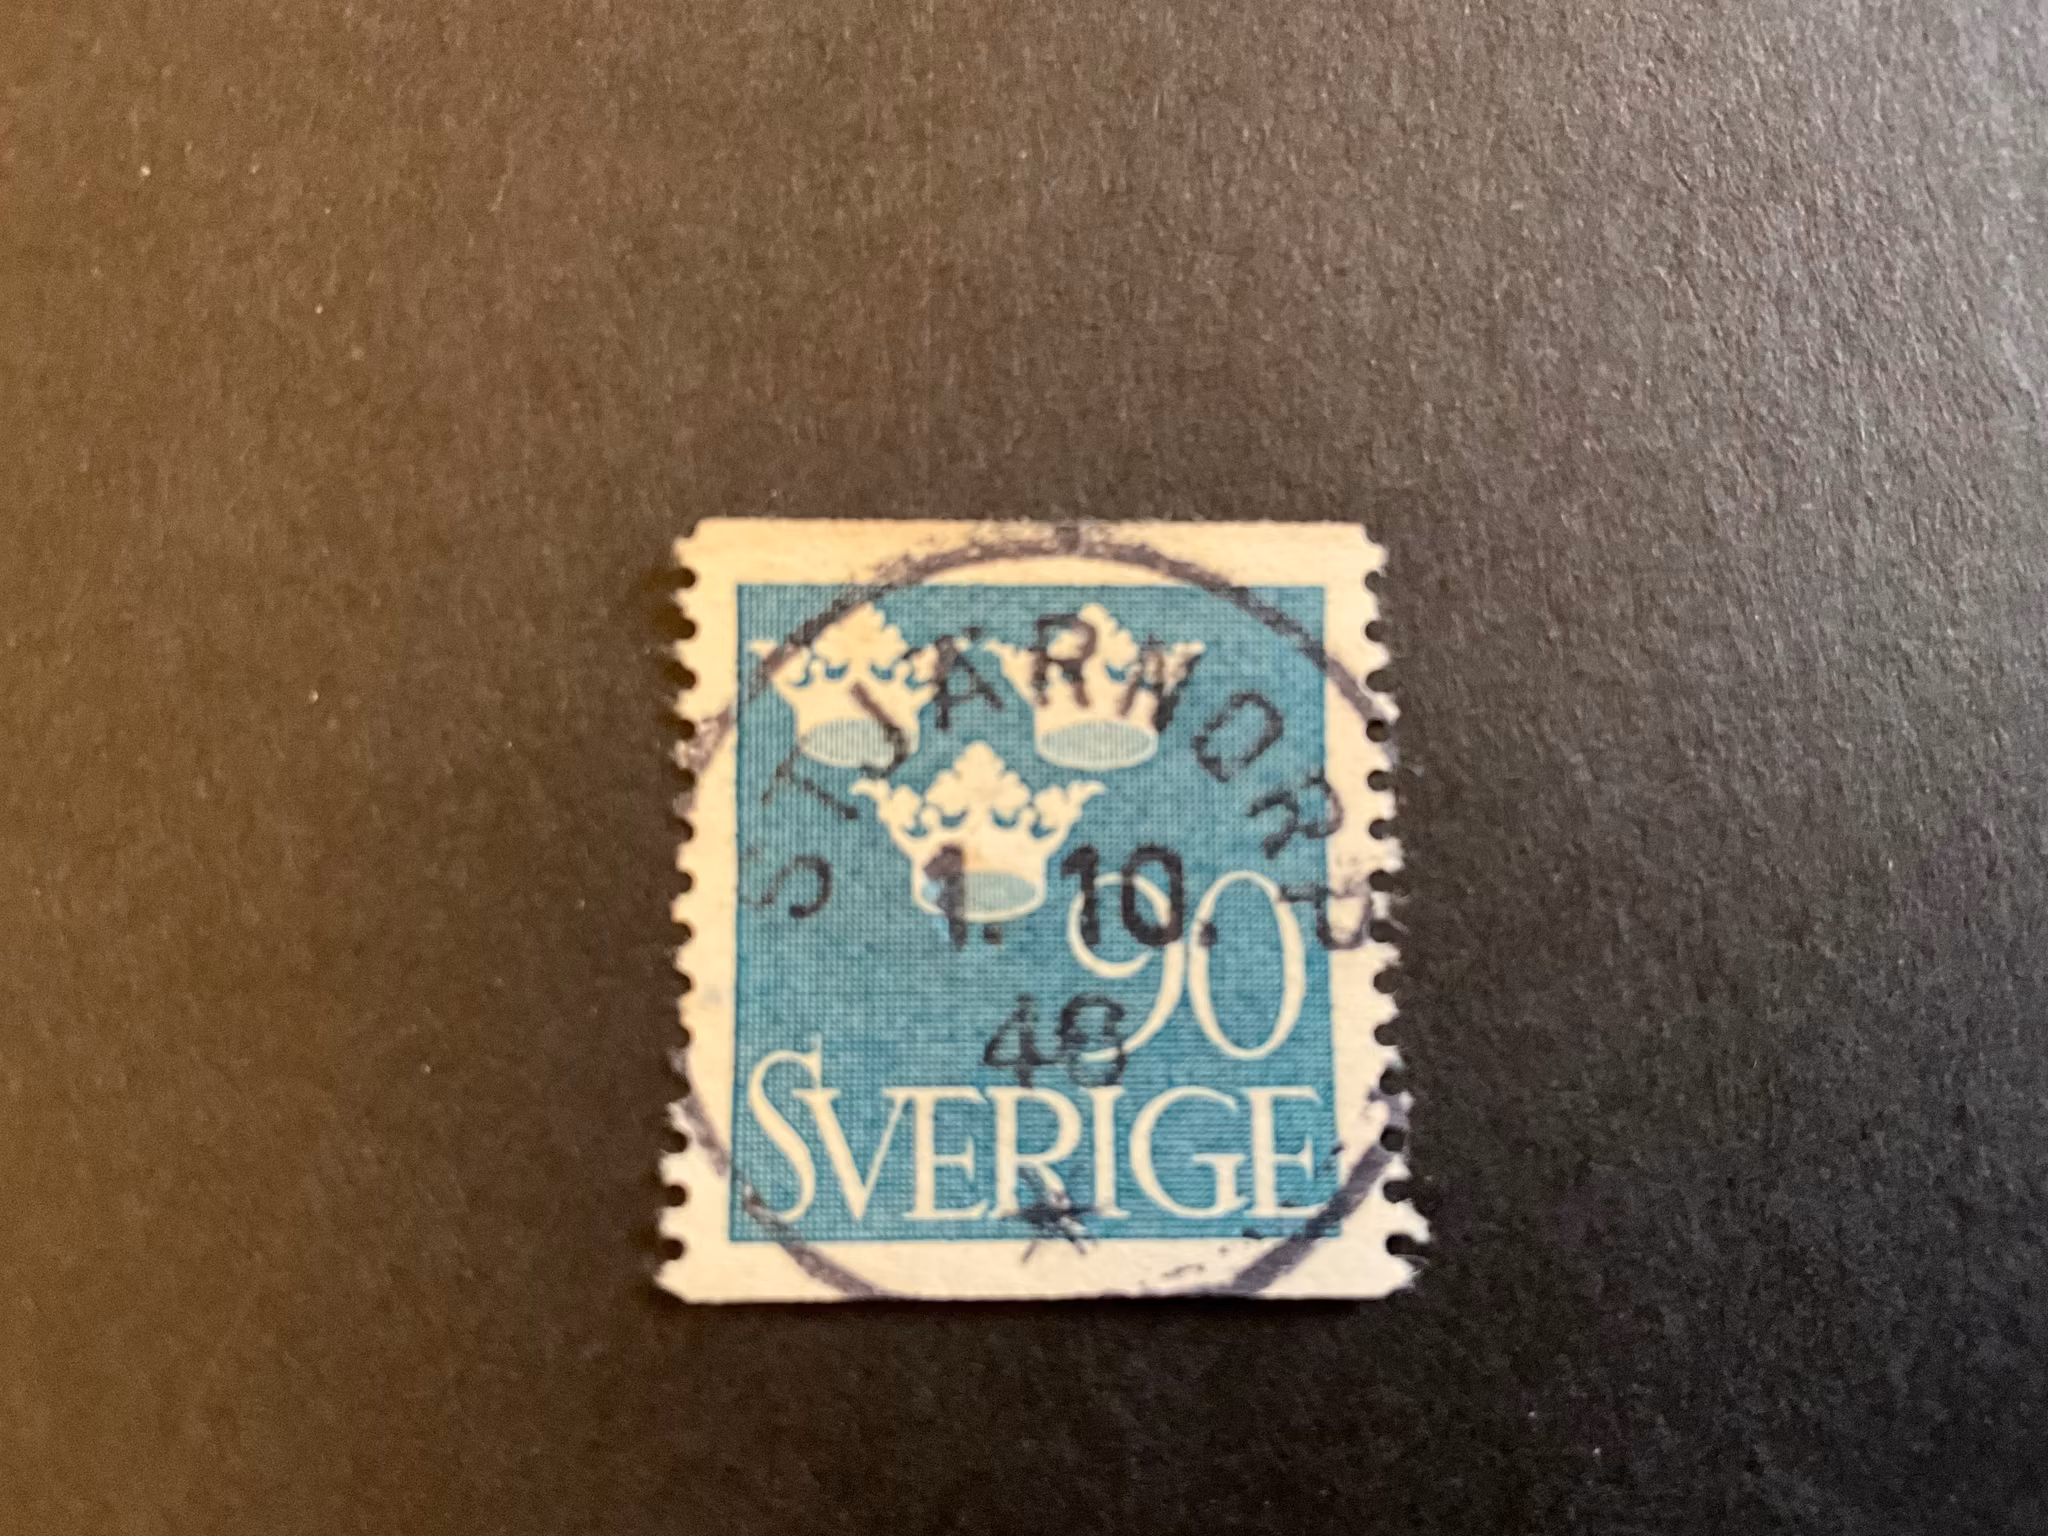 STJÄRNORP
1. 10.
48
90
SVERIGE